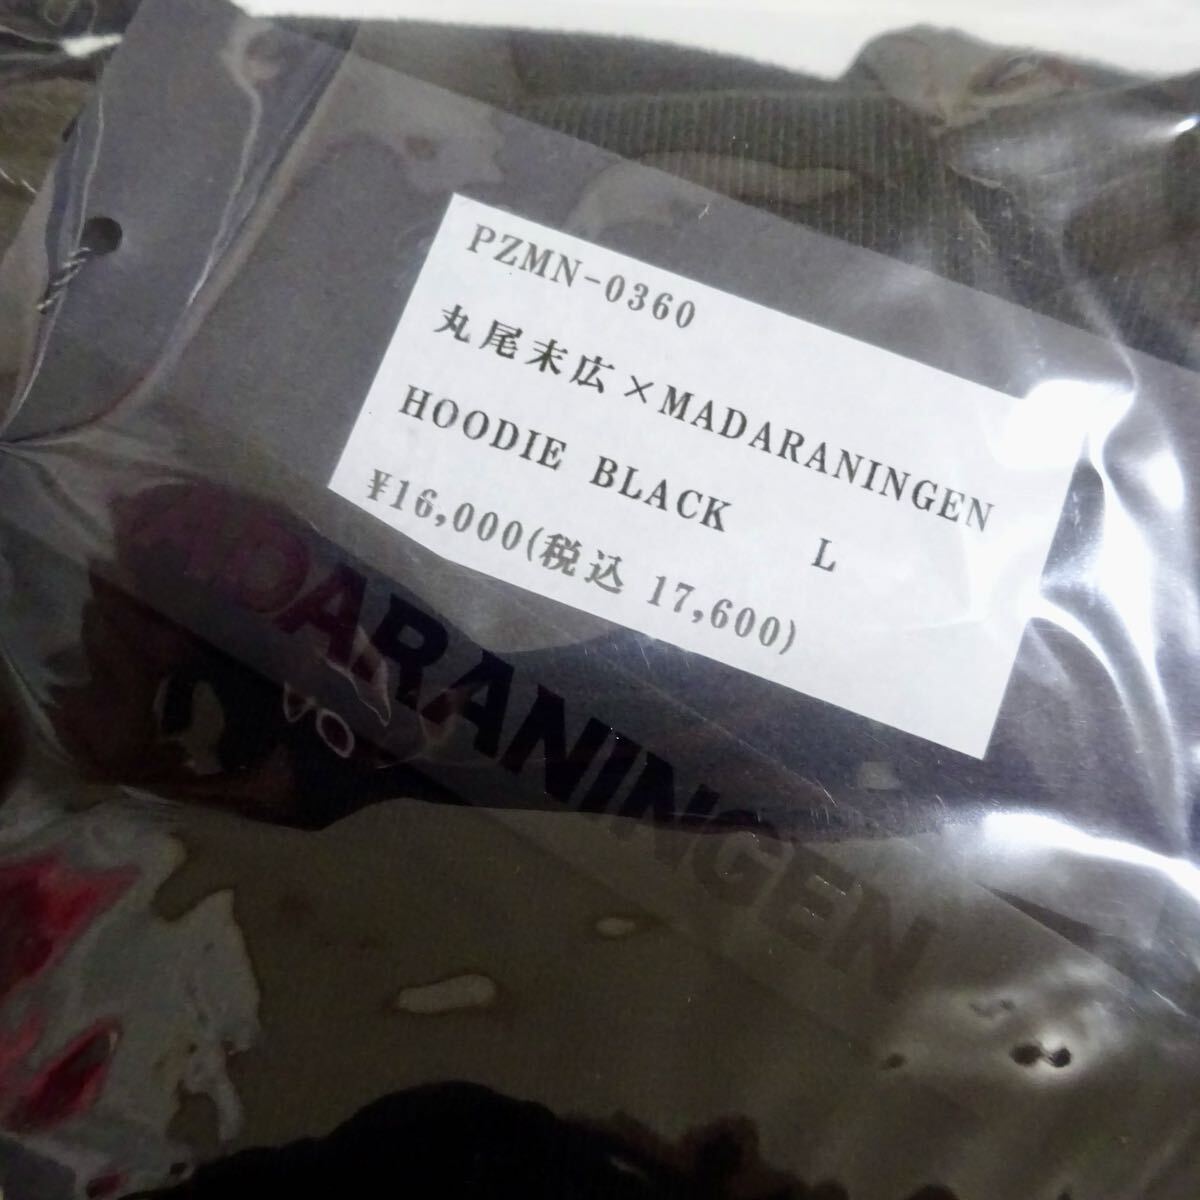 PZMN-0360
丸尾末広×MADARANINGEN
HOODIE BLACK L
¥16,000(税込 17,600)
MADARANINGEN